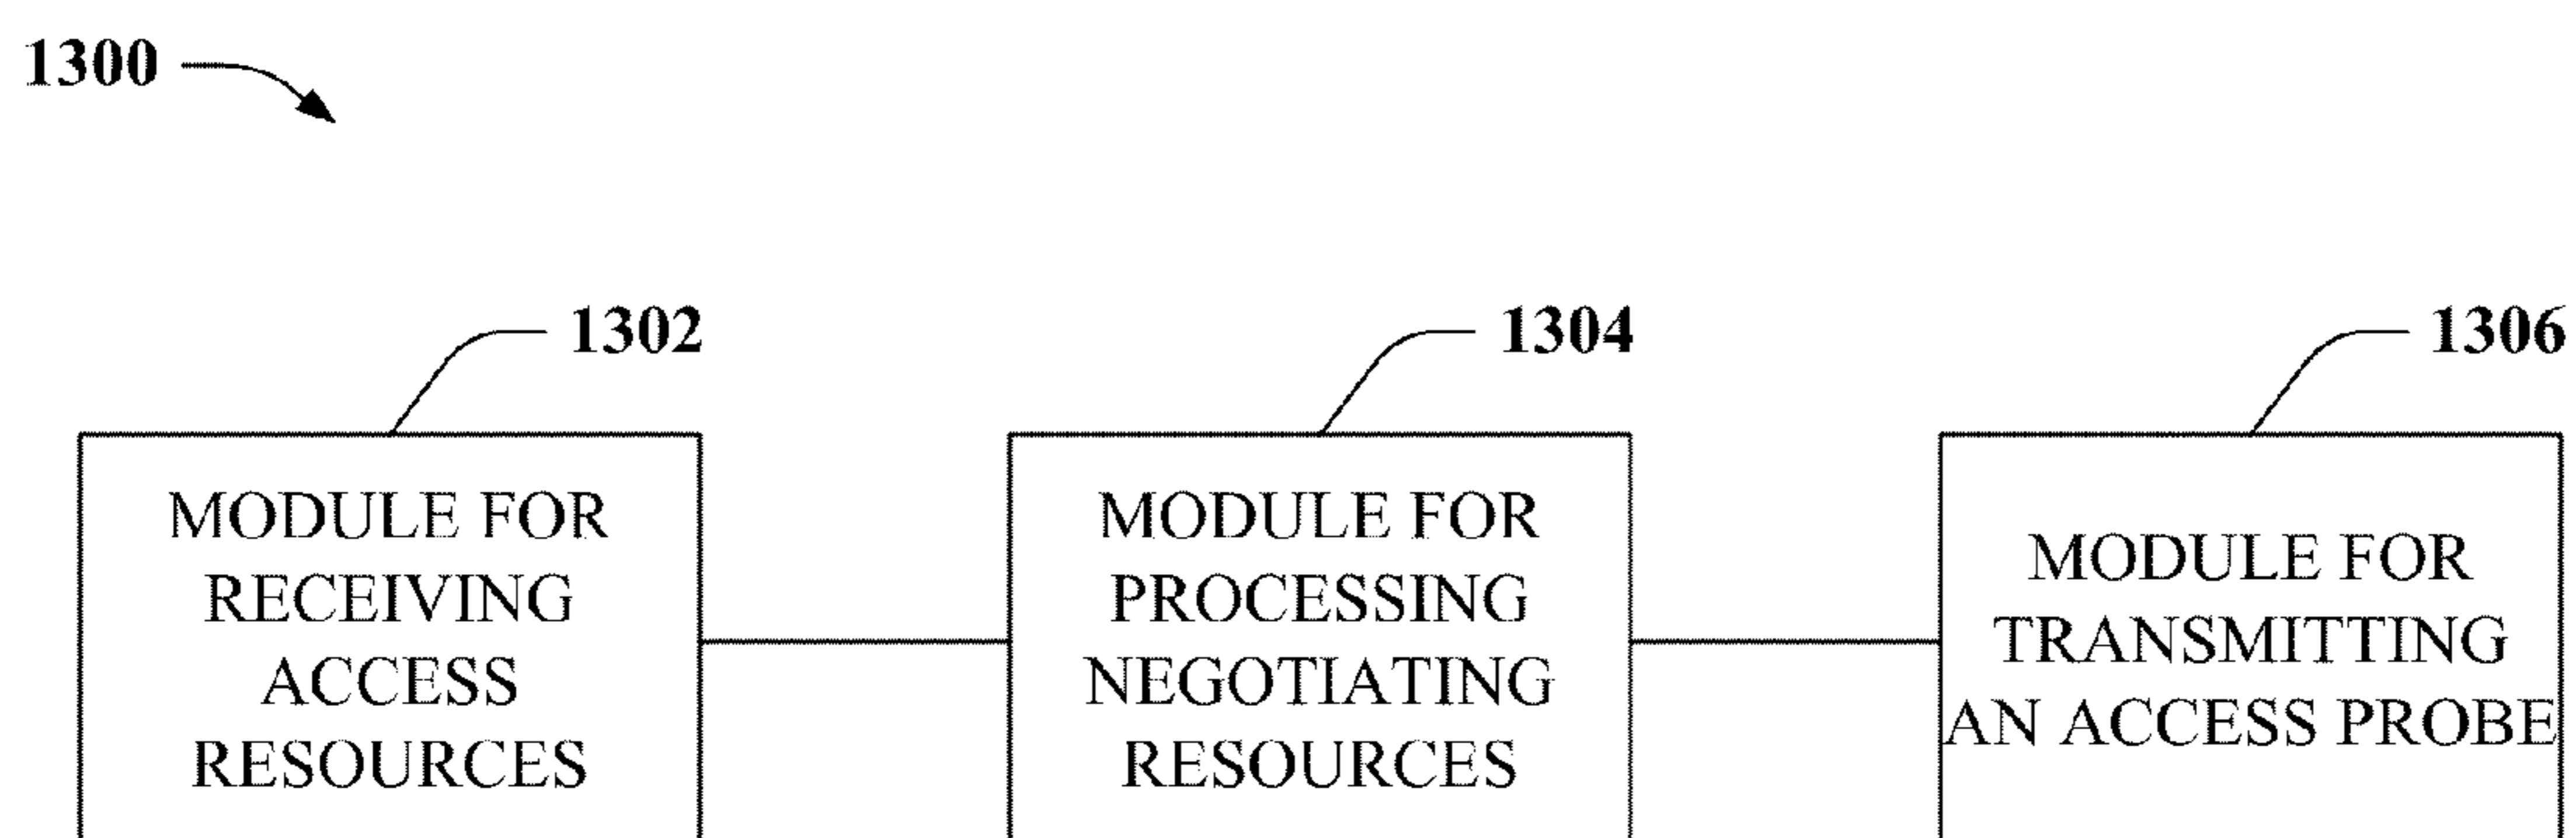 1300
1302
1304
1306
MODULE FOR
RECEIVING
ACCESS
RESOURCES
MODULE FOR
PROCESSING
NEGOTIATING
RESOURCES
MODULE FOR
TRANSMITTING
AN ACCESS PROBE